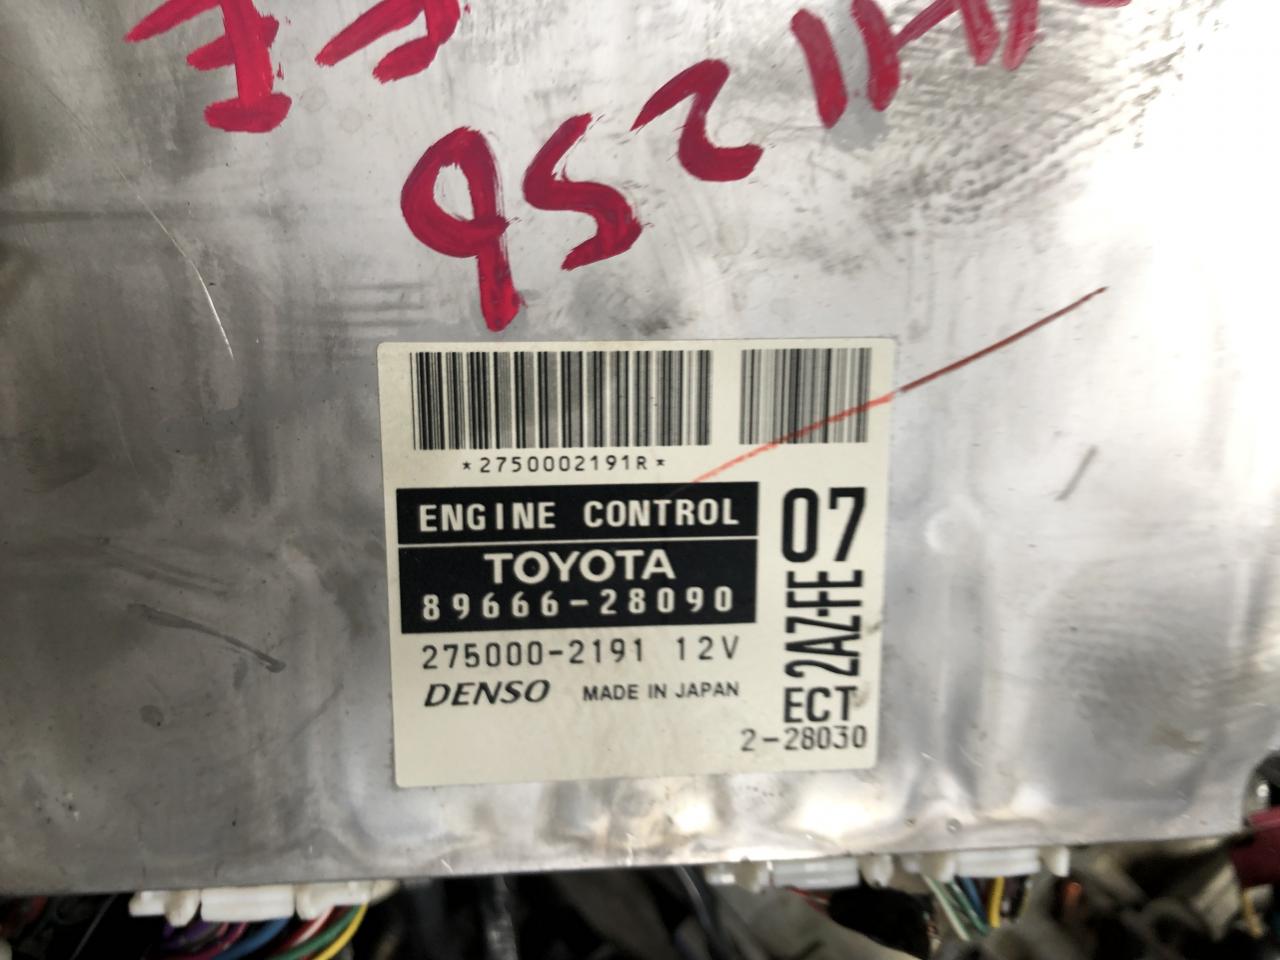 *2750002191R*
ENGINE CONTROL
TOYOTA
89666-28090
275000-2191 12V
DENSO MADE IN JAPAN
07
2AZ-FE
ECT
2-28030